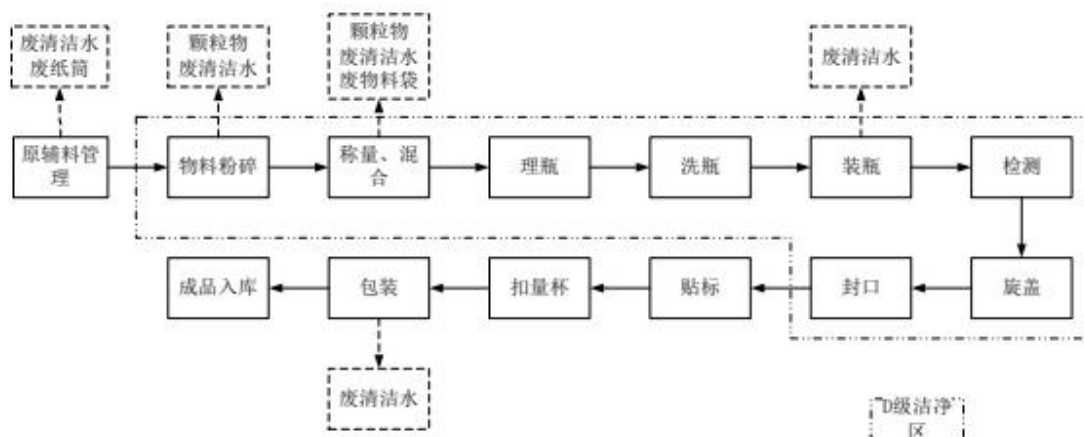 废清洁水
废纸筒
颗粒物
废清洁水
颗粒物
废清洁水
废物料袋
废清洁水
原辅料管
理
物料粉碎
称量、混
合
理瓶
洗瓶
装瓶
检测
成品入库
包装
扣量杯
贴标
封口
旋盖
废清洁水
D级洁净
区